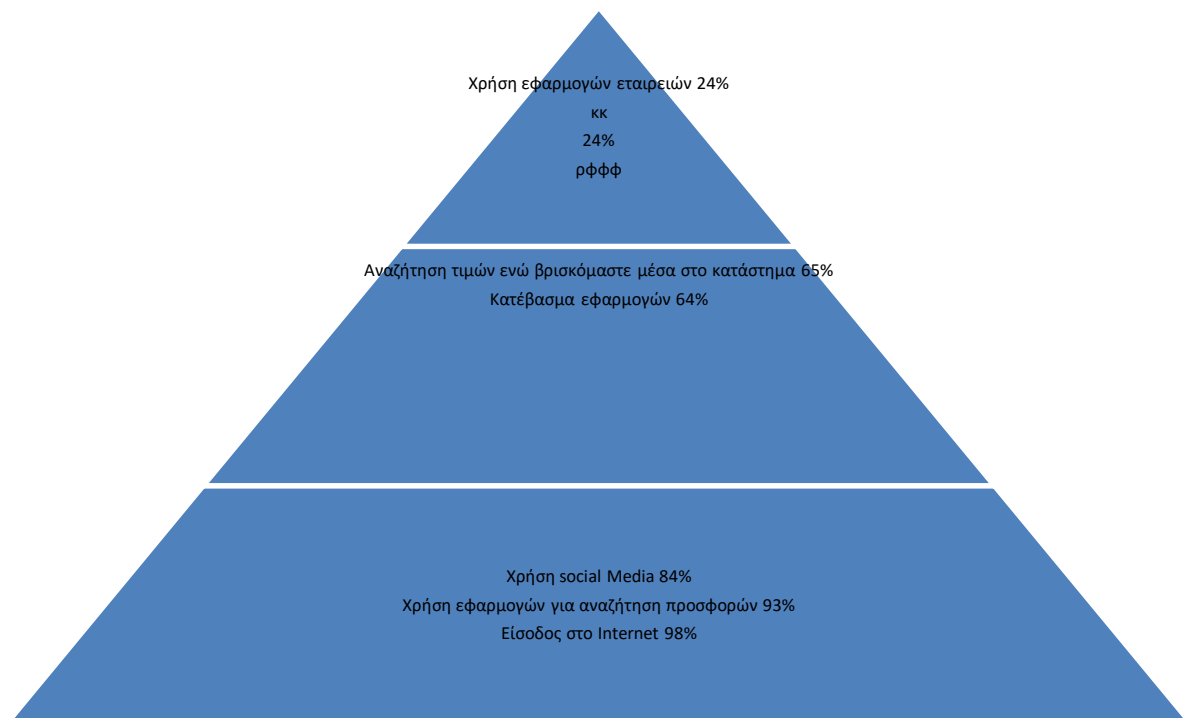 Χρήση εφαρμογών εταιρειών 24%
κκ
24%
ρφφφ
Αναζήτηση τιμών ενώ βρισκόμαστε μέσα στο κατάστημα 65%
Κατέβασμα εφαρμογών 64%
Χρήση social Media 84%
Χρήση εφαρμογών για αναζήτηση προσφορών 93%
Είσοδος στο Internet 98%